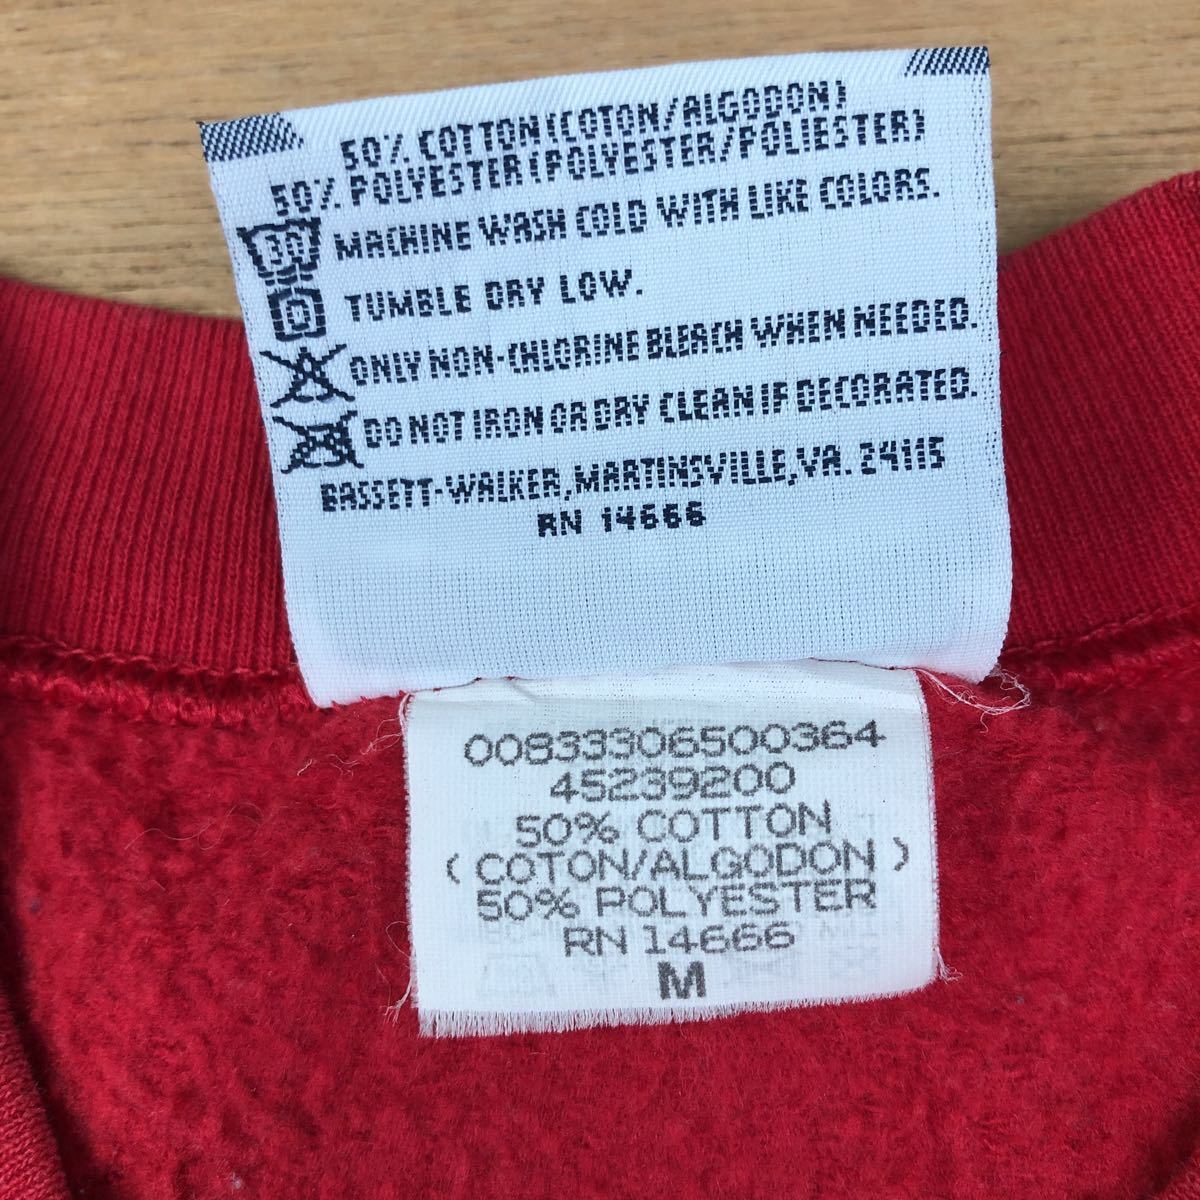 50% COTTON(COTON/ALGODON)
50% POLYESTER(POLYESTER/POLIESTER)
30 MACHINE WASH COLD WITH LIKE COLORS.
TUMBLE DRY LOW.
ONLY NON-CHLORINE BLEACH WHEN NEEDED.
DO NOT IRON OR DRY CLEAN IF DECORATED.
BASSETT-WALKER, MARTINSVILLE, VA. 24115
RN 14666
00833306500364
45239200
50% COTTON
(COTON/ALGODON)
50% POLYESTER
RN 14666
M